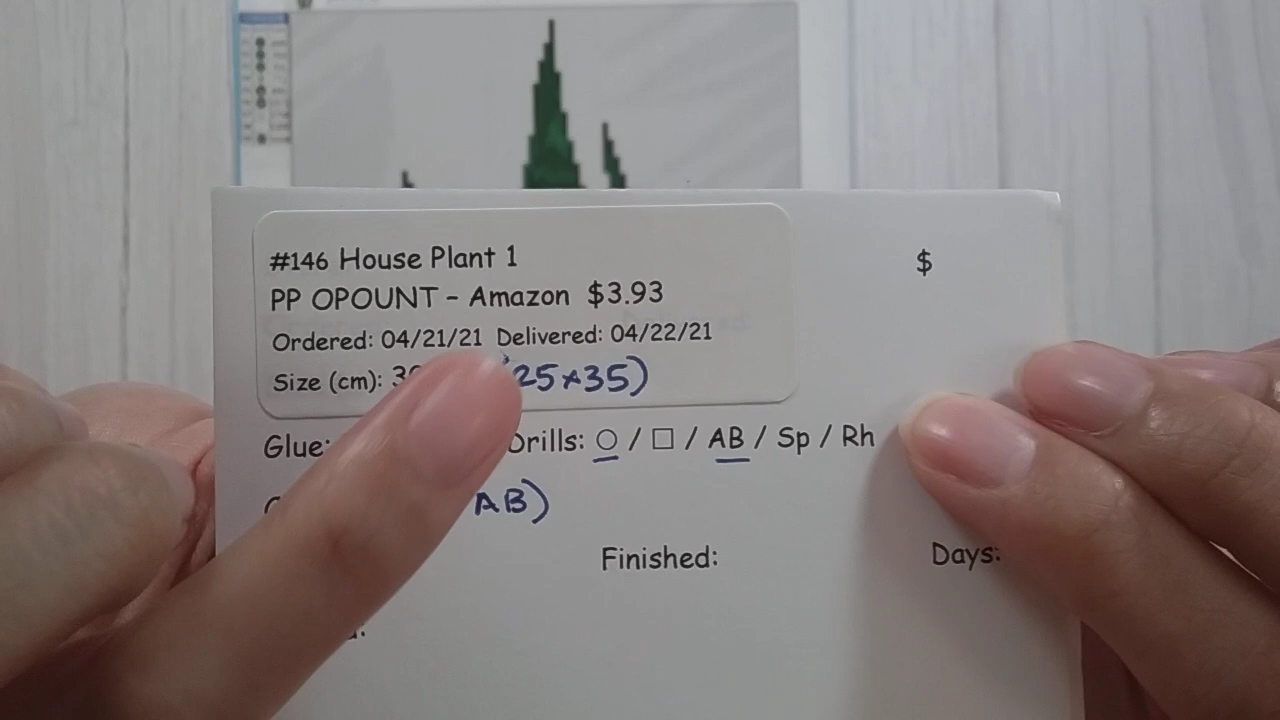 #146 House Plant 1
$
PP OPOUNT - Amazon $3.93
Ordered: 04/21/21 Delivered: 04/22/21
Size (cm): (25x35)
Glue: Drills: ○ / □ / AB / Sp / Rh
AB)
Finished: Days: